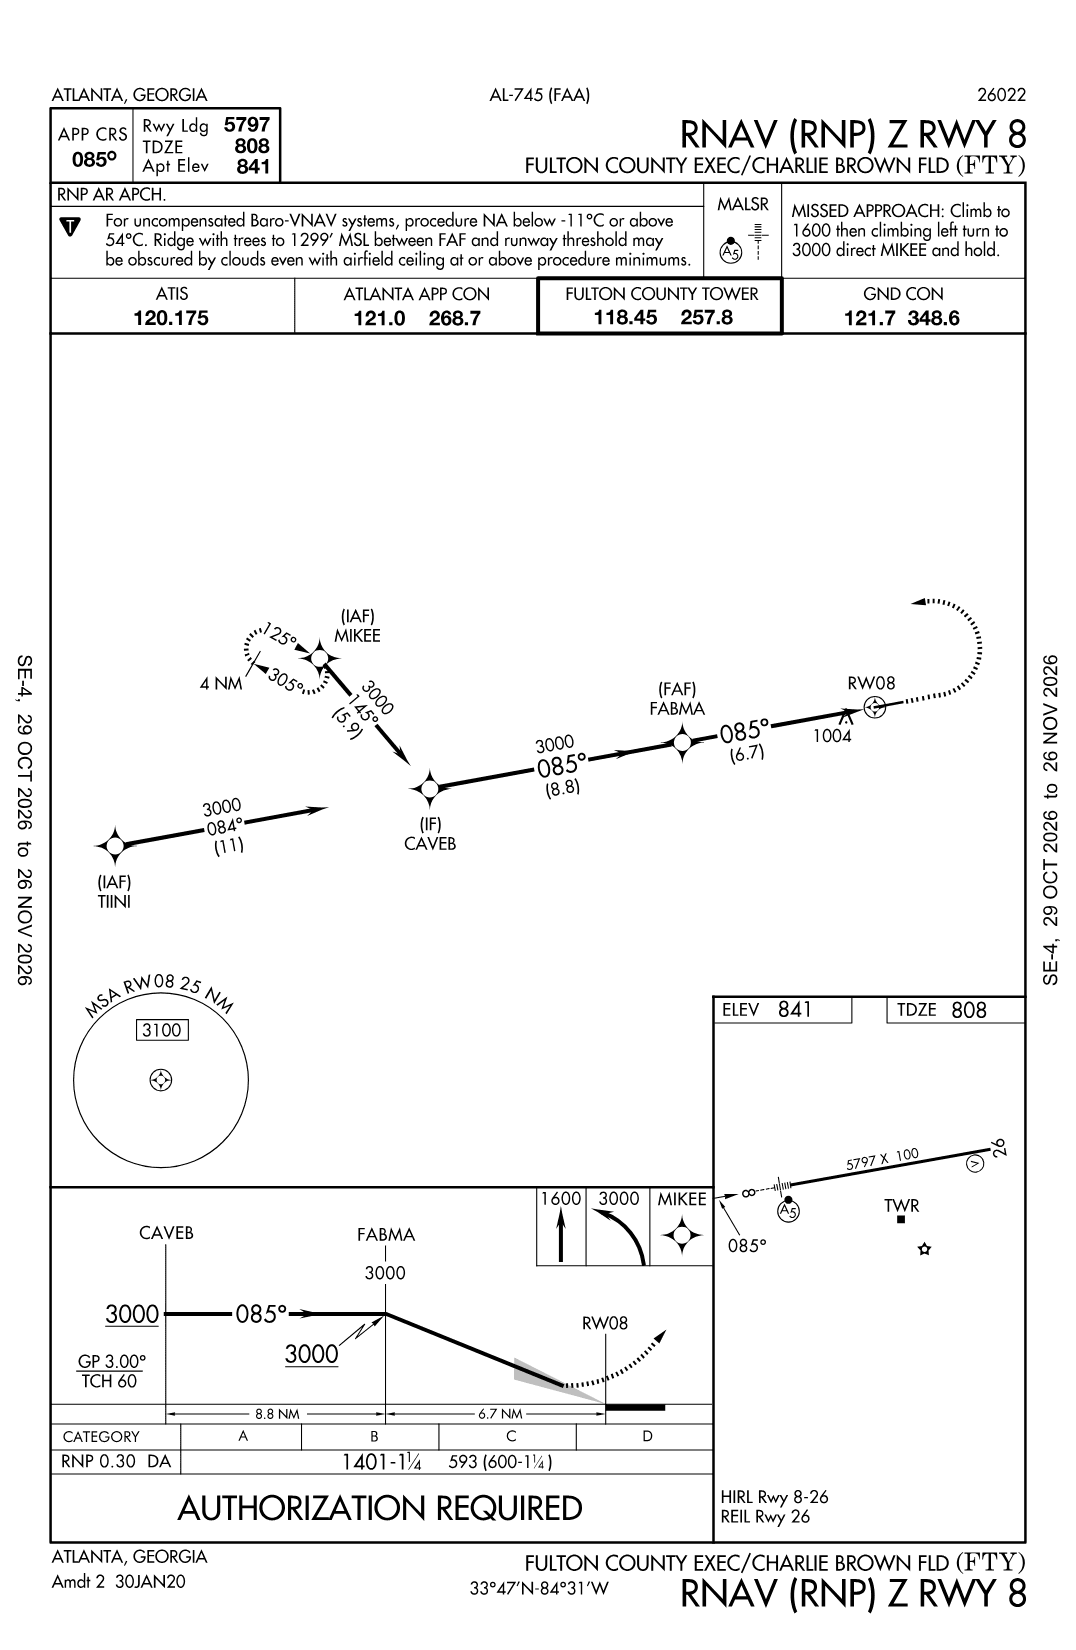 ATLANTA, GEORGIA
AL-745 (FAA)
26022
APP CRS
085°
Rwy Ldg 5797
TDZE 808
Apt Elev 841
RNAV (RNP) Z RWY 8
FULTON COUNTY EXEC/CHARLIE BROWN FLD (FTY)
RNP AR APCH.
T
For uncompensated Baro-VNAV systems, procedure NA below -11°C or above
54°C. Ridge with trees to 1299' MSL between FAF and runway threshold may
be obscured by clouds even with airfield ceiling at or above procedure minimums.
MALSR
A5
MISSED APPROACH: Climb to
1600 then climbing left turn to
3000 direct MIKEE and hold.
ATIS
120.175
ATLANTA APP CON
121.0 268.7
FULTON COUNTY TOWER
118.45 257.8
GND CON
121.7 348.6
(IAF)
MIKEE
125°
305°
4 NM
3000
145°
(5.9)
(FAF)
FABMA
RW08
085°
(6.7)
1004
3000
085°
(8.8)
(IF)
CAVEB
3000
084°
(11)
(IAF)
TIINI
SE-4, 29 OCT 2026 to 26 NOV 2026
SE-4, 29 OCT 2026 to 26 NOV 2026
MSA RW08 25 NM
3100
ELEV 841
TDZE 808
5797 X 100
26
V
8
A5
TWR
085°
HIRL Rwy 8-26
REIL Rwy 26
1600
3000
MIKEE
CAVEB
FABMA
3000
3000
085°
3000
RW08
GP 3.00°
TCH 60
8.8 NM
6.7 NM
CATEGORY A B C D
RNP 0.30 DA 1401-1¼ 593 (600-1¼)
AUTHORIZATION REQUIRED
ATLANTA, GEORGIA
Amdt 2 30JAN20
33°47'N-84°31'W
FULTON COUNTY EXEC/CHARLIE BROWN FLD (FTY)
RNAV (RNP) Z RWY 8